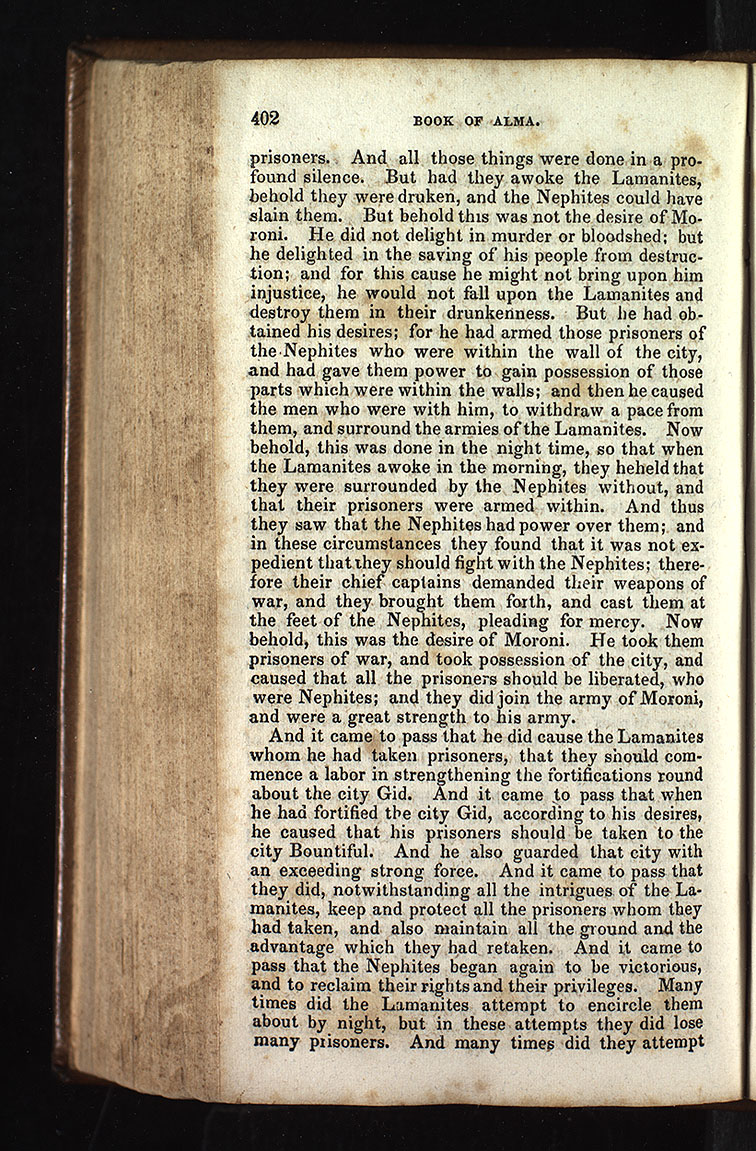 402 BOOK OF ALMA.
prisoners. And all those things were done in a pro-
found silence. But had they awoke the Lamanites,
behold they were druken, and the Nephites could have
slain them. But behold this was not the desire of Mo-
roni. He did not delight in murder or bloodshed; but
he delighted in the saving of his people from destruc-
tion; and for this cause he might not bring upon him
injustice, he would not fall upon the Lamanites and
destroy them in their drunkenness. But he had ob-
tained his desires; for he had armed those prisoners of
the Nephites who were within the wall of the city,
and had gave them power to gain possession of those
parts which were within the walls; and then he caused
the men who were with him, to withdraw a pace from
them, and surround the armies of the Lamanites. Now
behold, this was done in the night time, so that when
the Lamanites awoke in the morning, they heheld that
they were surrounded by the Nephites without, and
that their prisoners were armed within. And thus
they saw that the Nephites had power over them; and
in these circumstances they found that it was not ex-
pedient that they should fight with the Nephites; there-
fore their chief captains demanded their weapons of
war, and they brought them forth, and cast them at
the feet of the Nephites, pleading for mercy. Now
behold, this was the desire of Moroni. He took them
prisoners of war, and took possession of the city, and
caused that all the prisoners should be liberated, who
were Nephites; and they did join the army of Moroni,
and were a great strength to his army.
And it came to pass that he did cause the Lamanites
whom he had taken prisoners, that they should com-
mence a labor in strengthening the fortifications round
about the city Gid. And it came to pass that when
he had fortified the city Gid, according to his desires,
he caused that his prisoners should be taken to the
city Bountiful. And he also guarded that city with
an exceeding strong force. And it came to pass that
they did, notwithstanding all the intrigues of the La-
manites, keep and protect all the prisoners whom they
had taken, and also maintain all the ground and the
advantage which they had retaken. And it came to
pass that the Nephites began again to be victorious,
and to reclaim their rights and their privileges. Many
times did the Lamanites attempt to encircle them
about by night, but in these attempts they did lose
many prisoners. And many times did they attempt